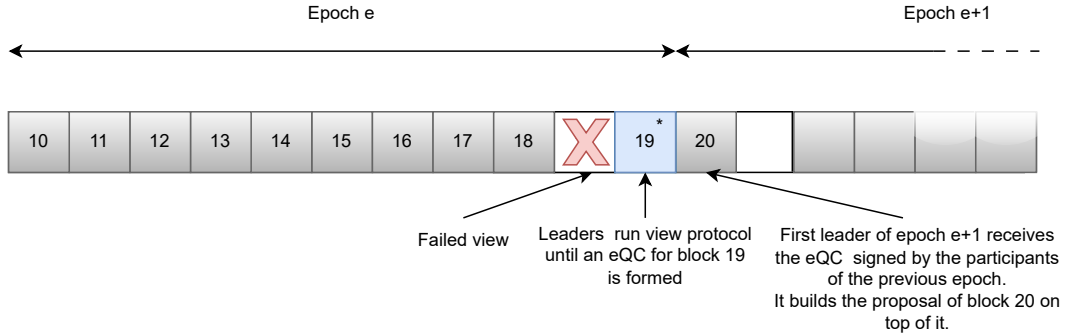 Epoch e
Epoch e+1
10 11 12 13 14 15 16 17 18 X 19 * 20
Failed view
Leaders run view protocol
until an eQC for block 19
is formed
First leader of epoch e+1 receives
the eQC signed by the participants
of the previous epoch.
It builds the proposal of block 20 on
top of it.